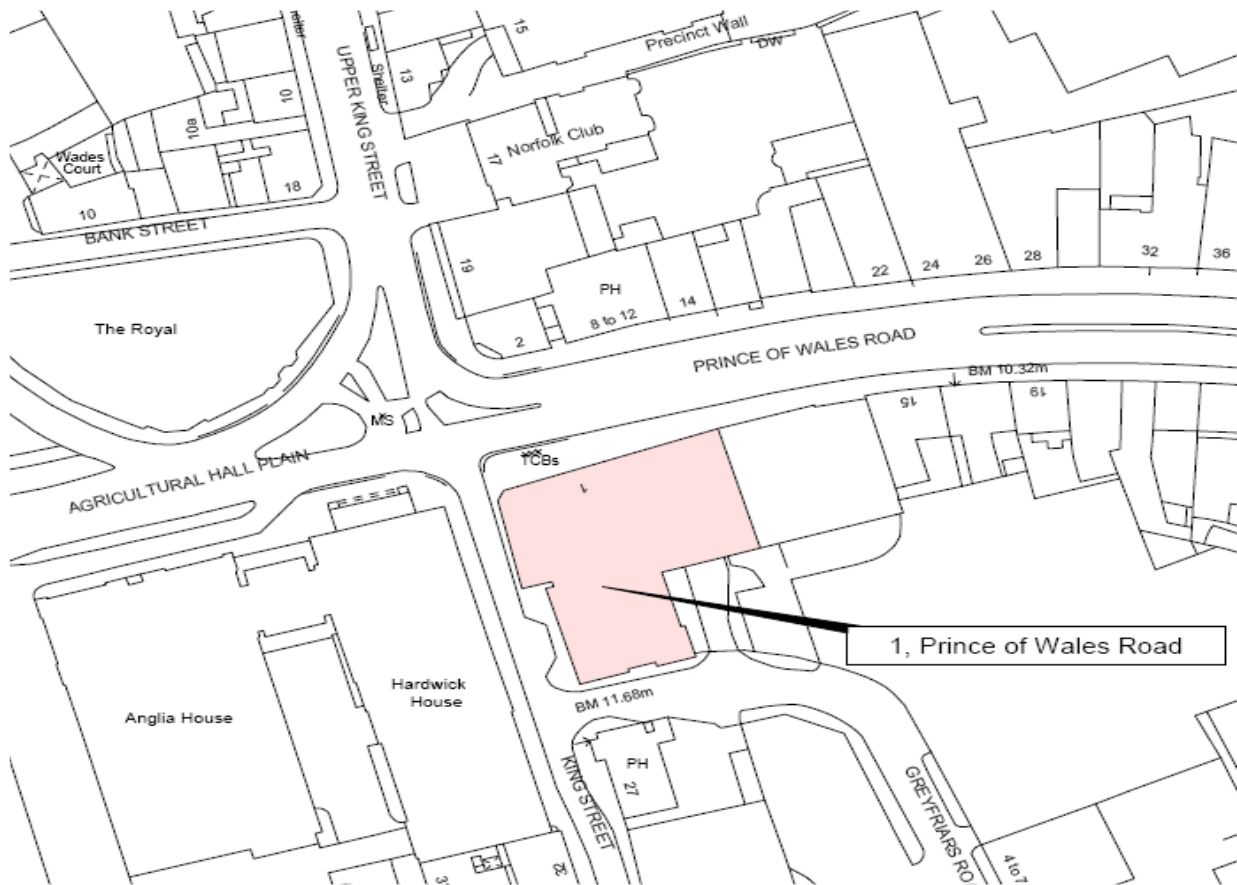 15
Precinct Wall
DW
UPPER KING STREET
Shelter
13
10
10a
Norfolk Club
17
Wades
Court
18
10
BANK STREET
19
The Royal
PH
8 to 12
14
22
24
26
28
32
36
2
PRINCE OF WALES ROAD
BM 10.32m
MS
15
19
TCBs
AGRICULTURAL HALL PLAIN
1
1, Prince of Wales Road
Hardwick
House
Anglia House
BM 11.68m
PH
27
KING STREET
GREYFRIARS RO
32
4 to 7